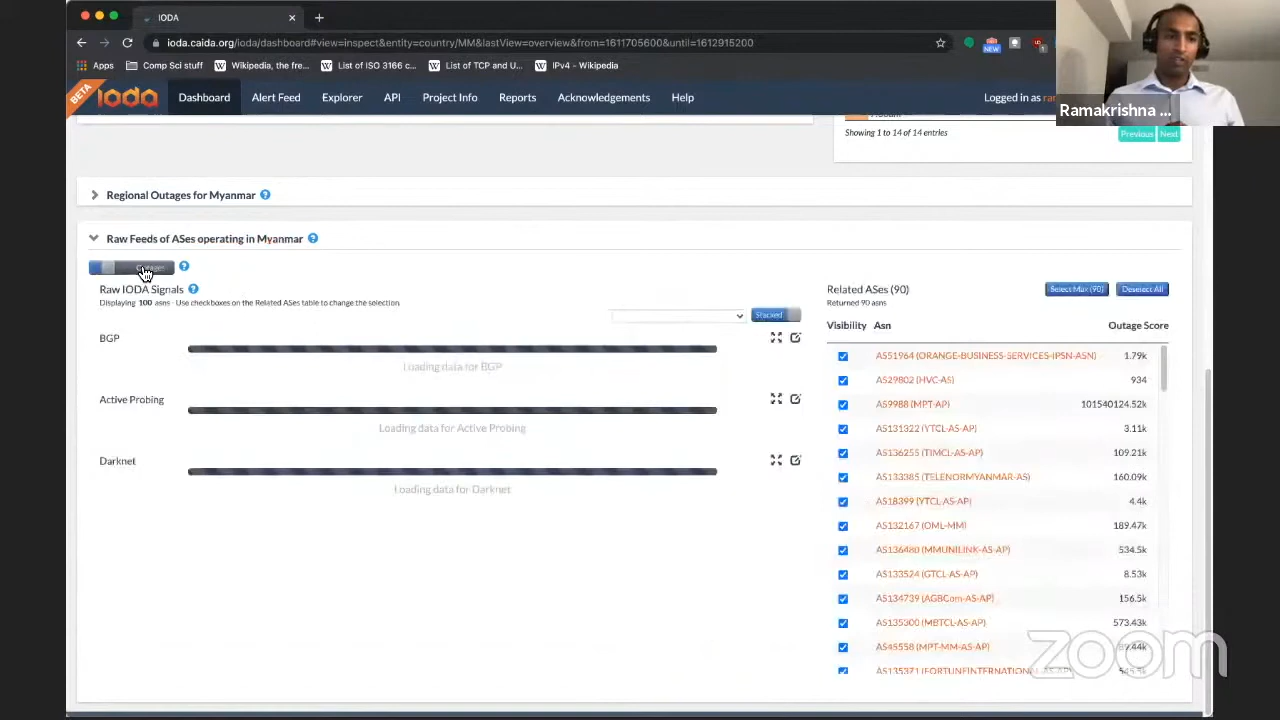 IODA
ioda.caida.org/ioda/dashboard#view=inspect&entity=country/MM&lastView=overview&from=1611705600&until=1612915200
NEW
Apps
Comp Sci stuff
Wikipedia, the fre...
List of ISO 3166 c...
List of TCP and U...
IPv4 - Wikipedia
Ramakrishna ...
BETA
ioda
Dashboard
Alert Feed
Explorer
API
Project Info
Reports
Acknowledgements
Help
Logged in as
Showing 1 to 14 of 14 entries
Previous
Next
Regional Outages for Myanmar
Raw Feeds of ASes operating in Myanmar
Raw IODA Signals
Displaying 100 asns - Use checkboxes on the Related ASes table to change the selection.
Stacked
BGP
Loading data for BGP
Active Probing
Loading data for Active Probing
Darknet
Loading data for Darknet
Related ASes (90)
Returned 90 asns
Select Max (90)
Deselect All
Visibility Asn Outage Score
AS51964 (ORANGE-BUSINESS-SERVICES-IPSN-ASN) 1.79k
AS29802 (HVC-AS) 934
AS9988 (MPT-AP) 101540124.52k
AS131322 (YTCL-AS-AP) 3.11k
AS136255 (TIMCL-AS-AP) 109.21k
AS133385 (TELENORMYANMAR-AS) 160.09k
AS18399 (YTCL-AS-AP) 4.4k
AS132167 (OML-MM) 189.47k
AS136480 (MMUNILINK-AS-AP) 534.5k
AS133524 (GTCL-AS-AP) 8.53k
AS134739 (AGBCom-AS-AP) 156.5k
AS135300 (MBTCL-AS-AP) 573.43k
AS45558 (MPT-MM-AS-AP)
zoom